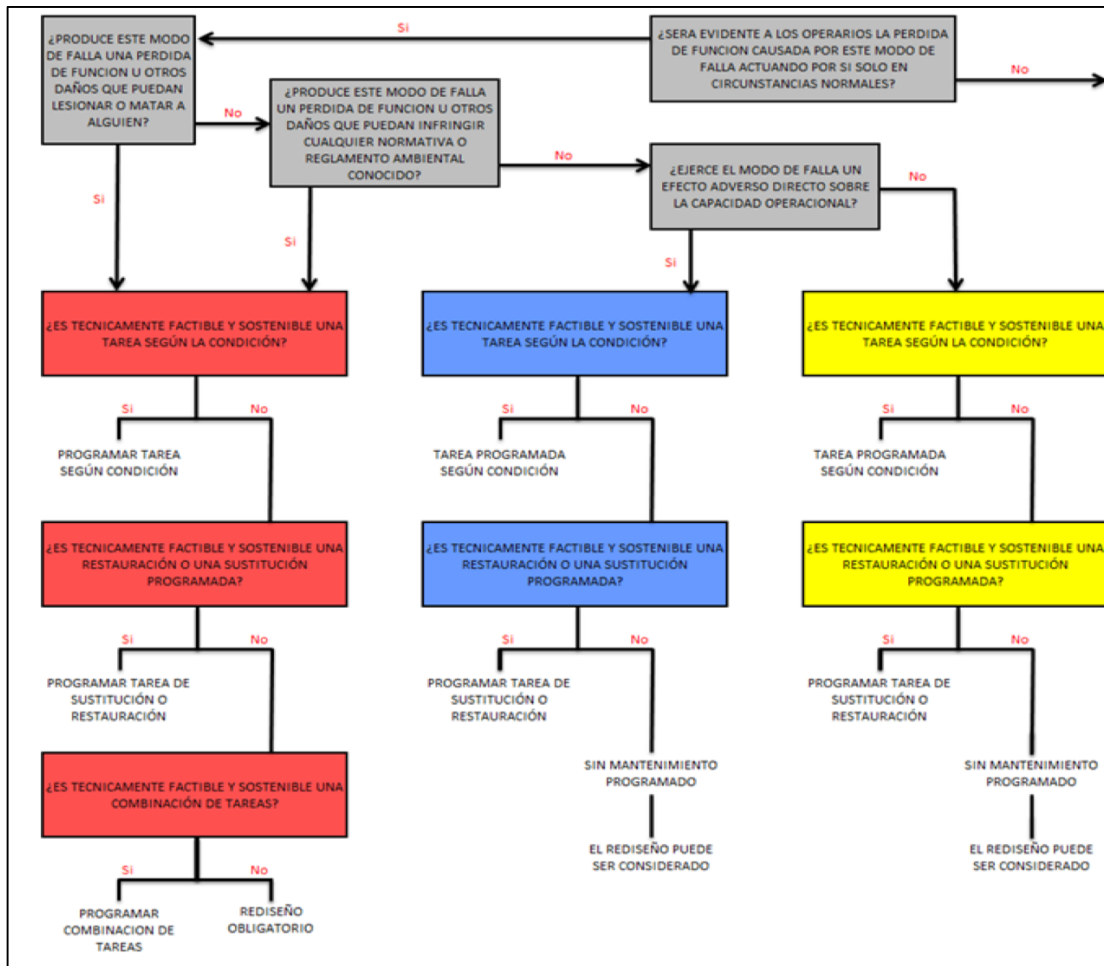 ¿PRODUCE ESTE MODO
DE FALLA UNA PERDIDA
DE FUNCION U OTROS
DAÑOS QUE PUEDAN
LESIONAR O MATAR A
ALGUIEN?
Si
¿SERA EVIDENTE A LOS OPERARIOS LA PERDIDA
DE FUNCION CAUSADA POR ESTE MODO DE
FALLA ACTUANDO POR SI SOLO EN
CIRCUNSTANCIAS NORMALES?
No
No
¿PRODUCE ESTE MODO DE FALLA
UN PERDIDA DE FUNCION U OTROS
DAÑOS QUE PUEDAN INFRINGIR
CUALQUIER NORMATIVA O
REGLAMENTO AMBIENTAL
CONOCIDO?
No
¿EJERCE EL MODO DE FALLA UN
EFECTO ADVERSO DIRECTO SOBRE
LA CAPACIDAD OPERACIONAL?
No
Si
Si
Si
¿ES TECNICAMENTE FACTIBLE Y SOSTENIBLE UNA
TAREA SEGÚN LA CONDICIÓN?
¿ES TECNICAMENTE FACTIBLE Y SOSTENIBLE UNA
TAREA SEGÚN LA CONDICIÓN?
¿ES TECNICAMENTE FACTIBLE Y SOSTENIBLE UNA
TAREA SEGÚN LA CONDICIÓN?
Si No
Si No
Si No
PROGRAMAR TAREA
SEGÚN CONDICIÓN
TAREA PROGRAMADA
SEGÚN CONDICIÓN
TAREA PROGRAMADA
SEGÚN CONDICIÓN
¿ES TECNICAMENTE FACTIBLE Y SOSTENIBLE UNA
RESTAURACIÓN O UNA SUSTITUCIÓN
PROGRAMADA?
¿ES TECNICAMENTE FACTIBLE Y SOSTENIBLE UNA
RESTAURACIÓN O UNA SUSTITUCIÓN
PROGRAMADA?
¿ES TECNICAMENTE FACTIBLE Y SOSTENIBLE UNA
RESTAURACIÓN O UNA SUSTITUCIÓN
PROGRAMADA?
Si No
Si No
Si No
PROGRAMAR TAREA DE
SUSTITUCIÓN O
RESTAURACIÓN
PROGRAMAR TAREA DE
SUSTITUCIÓN O
RESTAURACIÓN
PROGRAMAR TAREA DE
SUSTITUCIÓN O
RESTAURACIÓN
¿ES TECNICAMENTE FACTIBLE Y SOSTENIBLE UNA
COMBINACIÓN DE TAREAS?
SIN MANTENIMIENTO
PROGRAMADO
SIN MANTENIMIENTO
PROGRAMADO
EL REDISEÑO PUEDE
SER CONSIDERADO
EL REDISEÑO PUEDE
SER CONSIDERADO
Si No
PROGRAMAR
COMBINACION DE
TAREAS
REDISEÑO
OBLIGATORIO